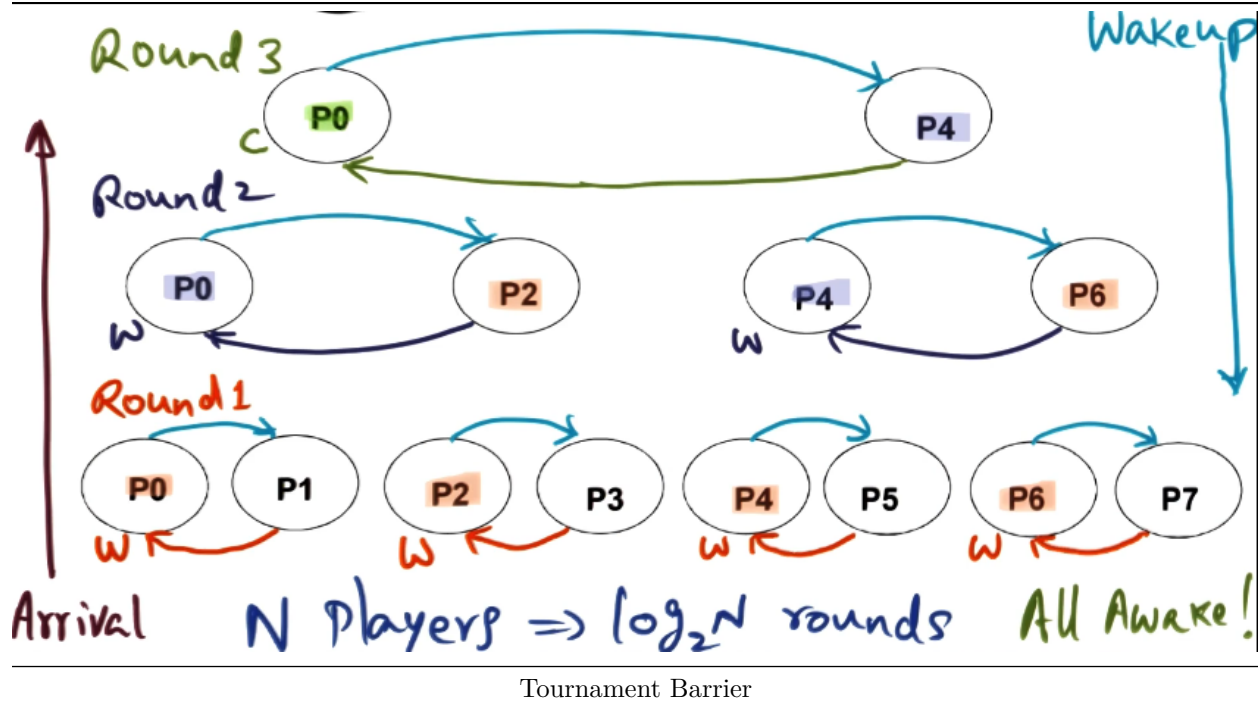 Round 3
Wakeup
P0
P4
C
Round 2
P0
P2
P4
P6
W
W
Round 1
P0
P1
P2
P3
P4
P5
P6
P7
W
W
W
W
Arrival
N Players => log₂N rounds
All Awake!
Tournament Barrier